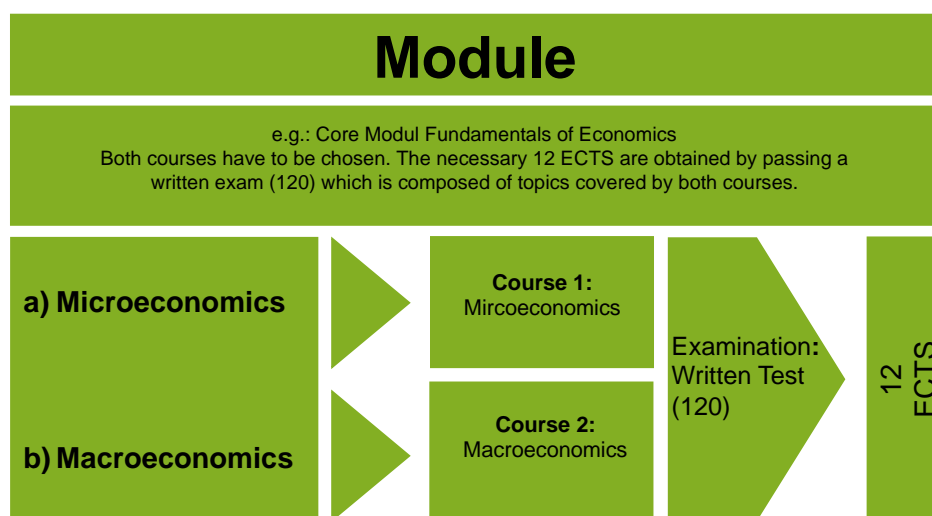 Module
e.g.: Core Modul Fundamentals of Economics
Both courses have to be chosen. The necessary 12 ECTS are obtained by passing a
written exam (120) which is composed of topics covered by both courses.
a) Microeconomics
Course 1:
Mircoeconomics
b) Macroeconomics
Course 2:
Macroeconomics
Examination:
Written Test
(120)
12
ECTS